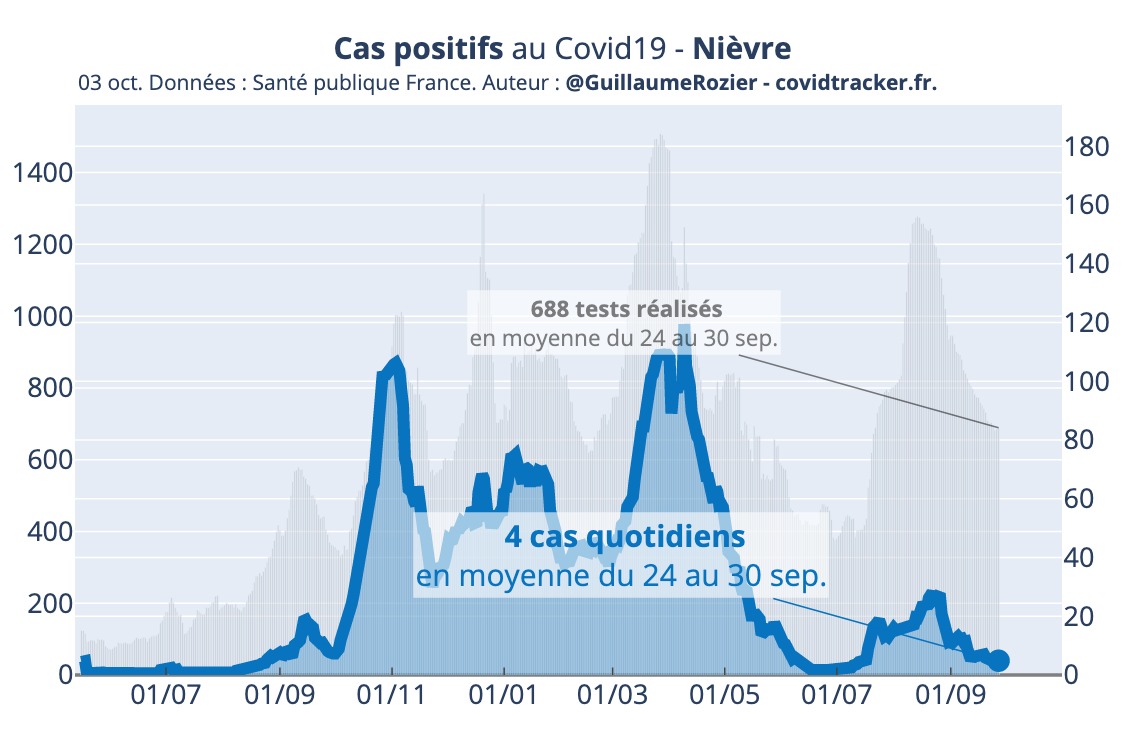 Cas positifs au Covid19 - Nièvre
03 oct. Données : Santé publique France. Auteur : @GuillaumeRozier - covidtracker.fr.
180
1400
160
1200
140
688 tests réalisés
1000
120
en moyenne du 24 au 30 sep.
800
100
80
600
60
400
4 cas quotidiens
40
en moyenne du 24 au 30 sep.
200
20
0
0
01/07 01/09 01/11 01/01 01/03 01/05 01/07 01/09